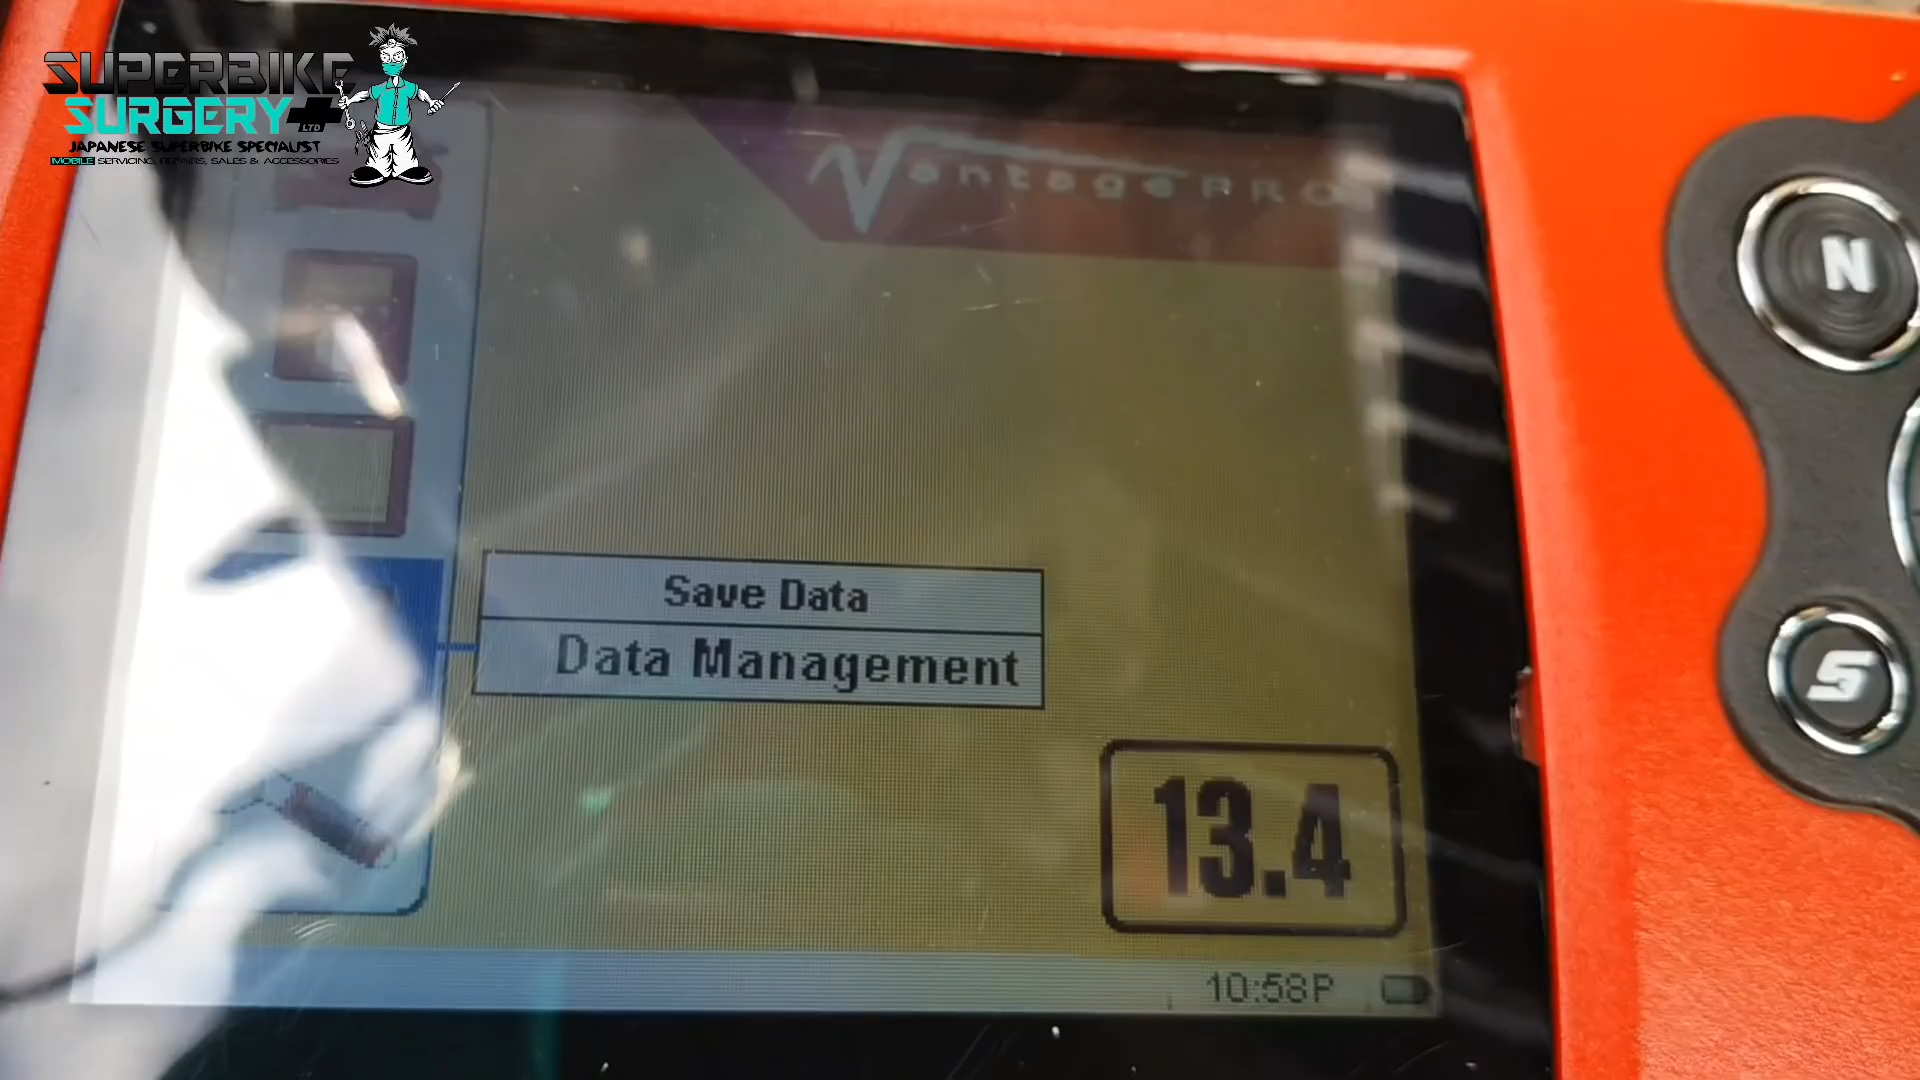 SUPERBIKE
SURGERY
LTD
JAPANESE SUPERBIKE SPECIALIST
MOBILE SERVICING, REPAIRS, SALES & ACCESSORIES
Vantage PRO
N
Save Data
Data Management
S
13.4
10:58P